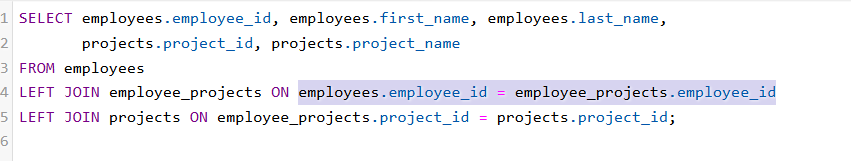 1 SELECT employees.employee_id, employees.first_name, employees.last_name,
2 projects.project_id, projects.project_name
3 FROM employees
4 LEFT JOIN employee_projects ON employees.employee_id = employee_projects.employee_id
5 LEFT JOIN projects ON employee_projects.project_id = projects.project_id;
6